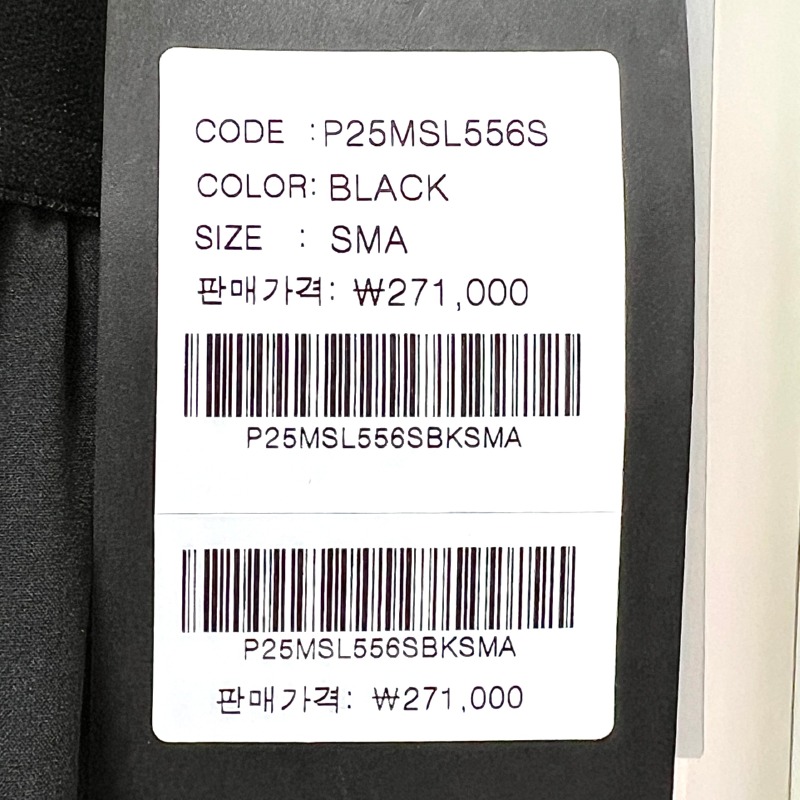 CODE :P25MSL556S
COLOR: BLACK
SIZE : SMA
판매가격: ₩271,000
P25MSL556SBKSMA
P25MSL556SBKSMA
판매가격: ₩271,000